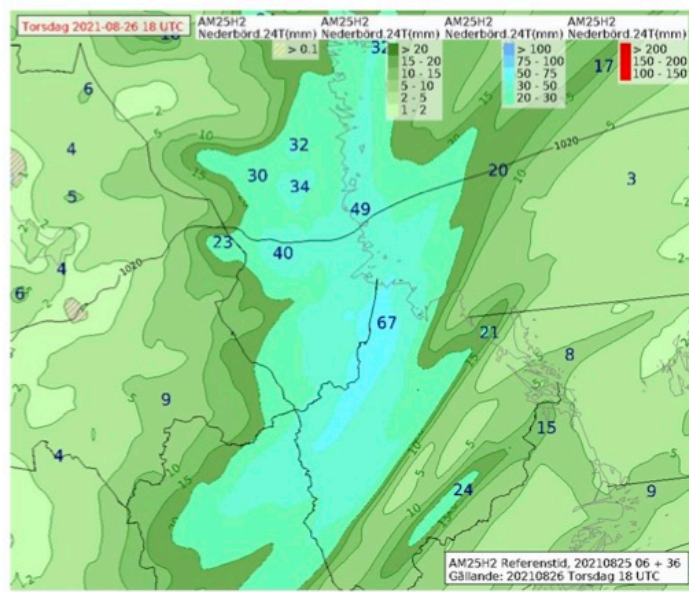 Torsdag 2021-08-26 18 UTC
AM25H2
Nederbörd.24T(mm)
> 0.1
AM25H2
Nederbörd.24T(mm)
> 20
15 - 20
10 - 15
5 - 10
2 - 5
1 - 2
AM25H2
Nederbörd.24T(mm)
> 100
75 - 100
50 - 75
30 - 50
20 - 30
AM25H2
Nederbörd.24T(mm)
> 200
150 - 200
100 - 150
32
17
6
4
32
30
34
5
49
20
1020
3
23
40
4
1020
6
67
21
8
9
4
15
24
9
AM25H2 Referenstid, 20210825 06 + 36
Gällande: 20210826 Torsdag 18 UTC